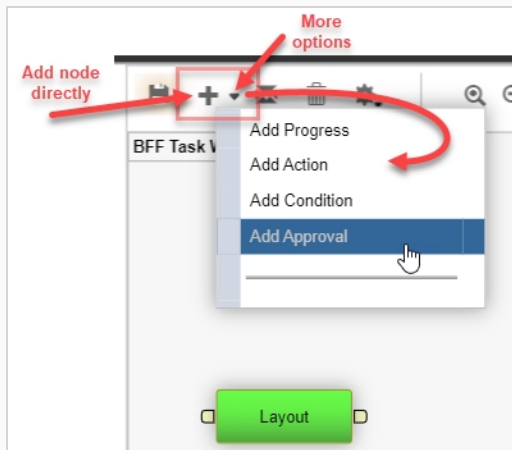 More
options
Add node
directly
BFF Task
Add Progress
Add Action
Add Condition
Add Approval
Layout